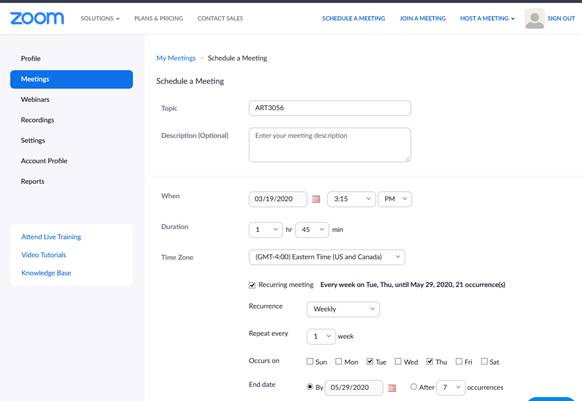 zoom SOLUTIONS PLANS & PRICING CONTACT SALES SCHEDULE A MEETING JOIN A MEETING HOST A MEETING SIGN OUT
Profile
Meetings
Webinars
Recordings
Settings
Account Profile
Reports
Attend Live Training
Video Tutorials
Knowledge Base
My Meetings > Schedule a Meeting
Schedule a Meeting
Topic ART3056
Description (Optional) Enter your meeting description
When 03/19/2020 3:15 PM
Duration 1 hr 45 min
Time Zone (GMT-4:00) Eastern Time (US and Canada)
Recurring meeting Every week on Tue, Thu, until May 29, 2020, 21 occurrence(s)
Recurrence Weekly
Repeat every 1 week
Occurs on Sun Mon Tue Wed Thu Fri Sat
End date By 05/29/2020 After 7 occurrences